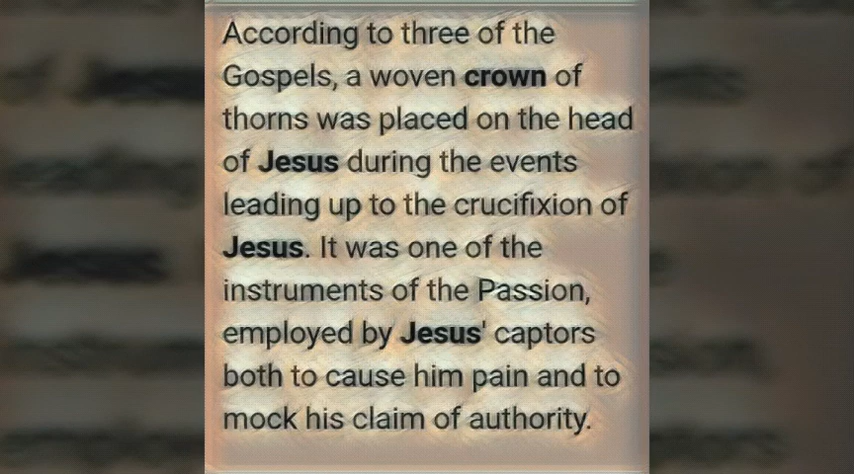 According to three of the
Gospels, a woven crown of
thorns was placed on the head
of Jesus during the events
leading up to the crucifixion of
Jesus. It was one of the
instruments of the Passion,
employed by Jesus' captors
both to cause him pain and to
mock his claim of authority.